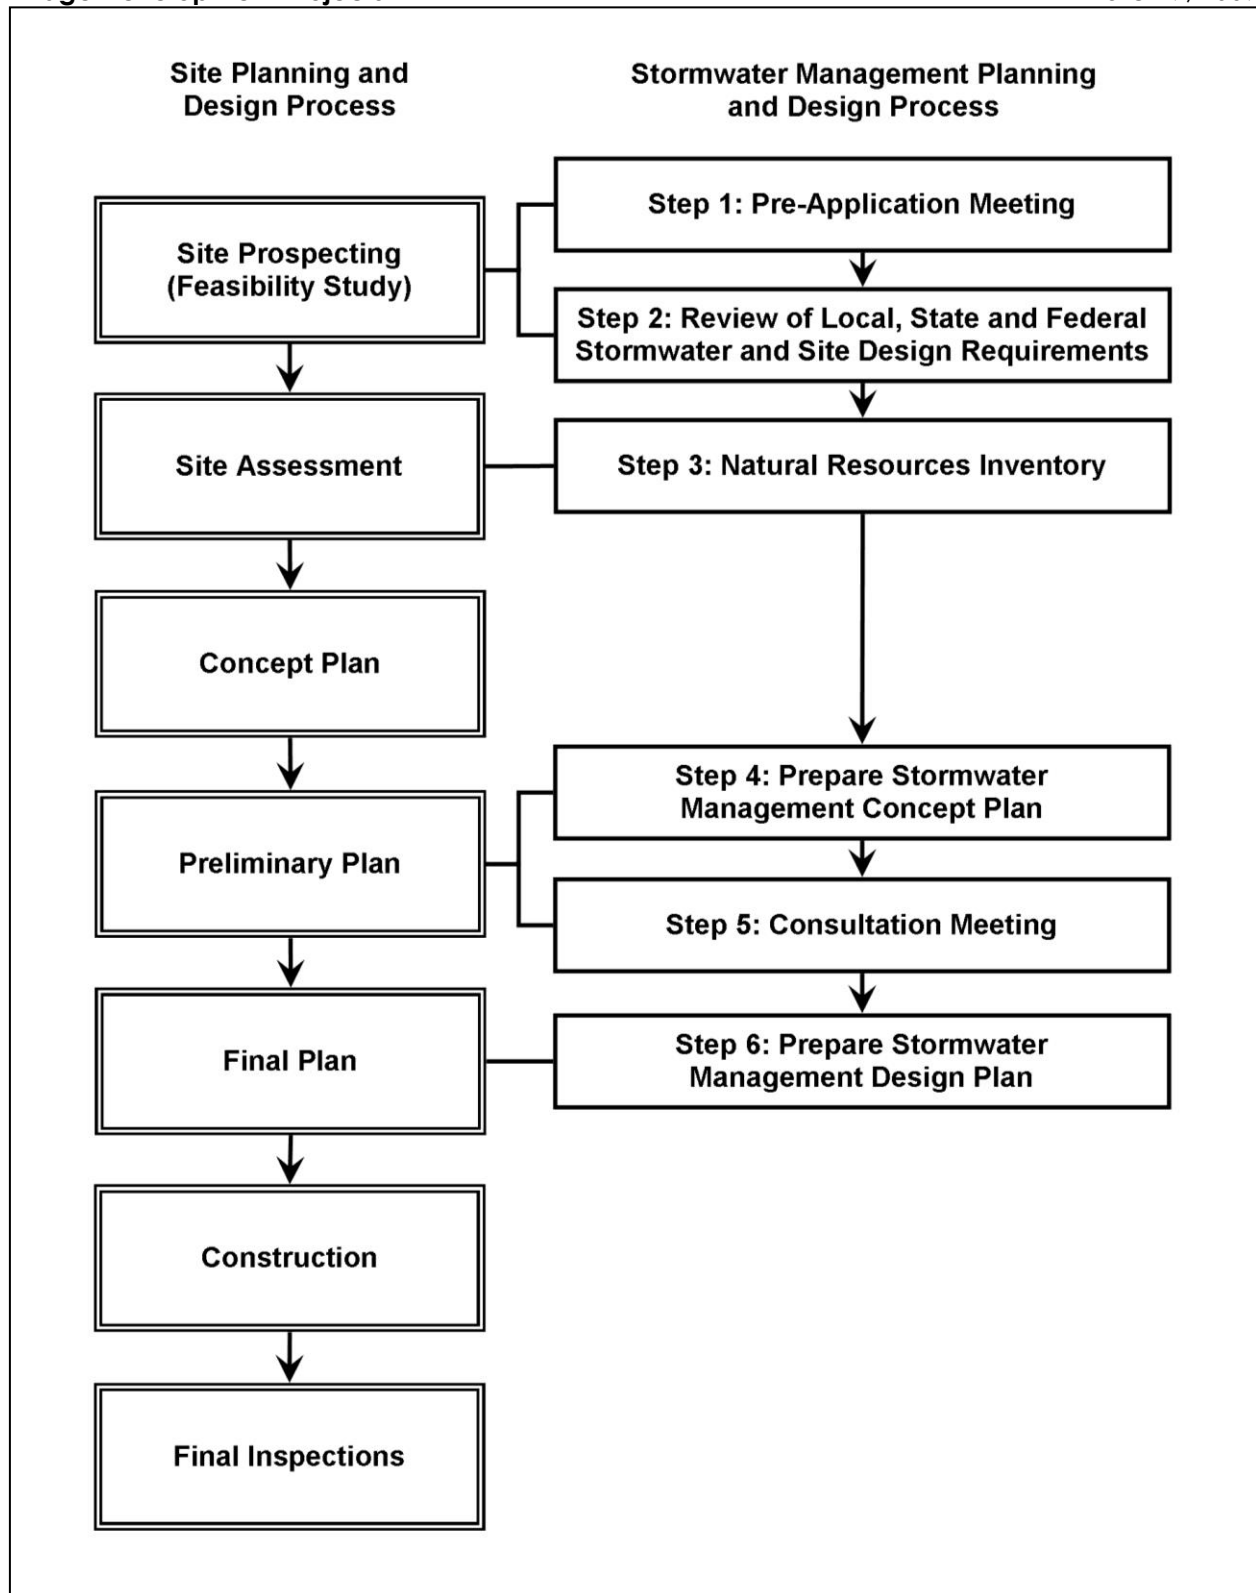 Site Planning and
Design Process
Stormwater Management Planning
and Design Process
Site Prospecting
(Feasibility Study)
Step 1: Pre-Application Meeting
Step 2: Review of Local, State and Federal
Stormwater and Site Design Requirements
Site Assessment
Step 3: Natural Resources Inventory
Concept Plan
Preliminary Plan
Step 4: Prepare Stormwater
Management Concept Plan
Step 5: Consultation Meeting
Final Plan
Step 6: Prepare Stormwater
Management Design Plan
Construction
Final Inspections